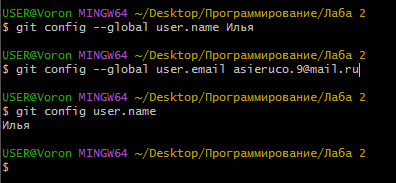 USER@Voron MINGW64 ~/Desktop/Программирование/Лаба 2
$ git config --global user.name Илья
USER@Voron MINGW64 ~/Desktop/Программирование/Лаба 2
$ git config --global user.email asieruco.9@mail.ru
USER@Voron MINGW64 ~/Desktop/Программирование/Лаба 2
$ git config user.name
Илья
USER@Voron MINGW64 ~/Desktop/Программирование/Лаба 2
$